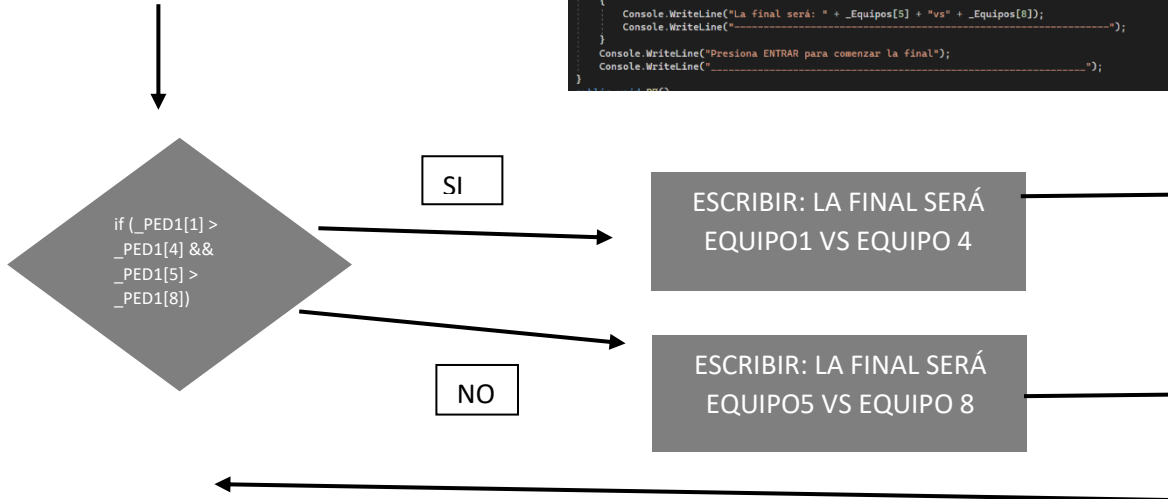 {
Console.WriteLine("La final será: " + _Equipos[5] + "vs" + _Equipos[8]);
Console.WriteLine("----------------------------------------------------------------");
}
Console.WriteLine("Presiona ENTRAR para comenzar la final");
Console.WriteLine("________________________________________________________________");
}
SI
if (_PED1[1] >
_PED1[4] &&
_PED1[5] >
_PED1[8])
ESCRIBIR: LA FINAL SERÁ
EQUIPO1 VS EQUIPO 4
NO
ESCRIBIR: LA FINAL SERÁ
EQUIPO5 VS EQUIPO 8